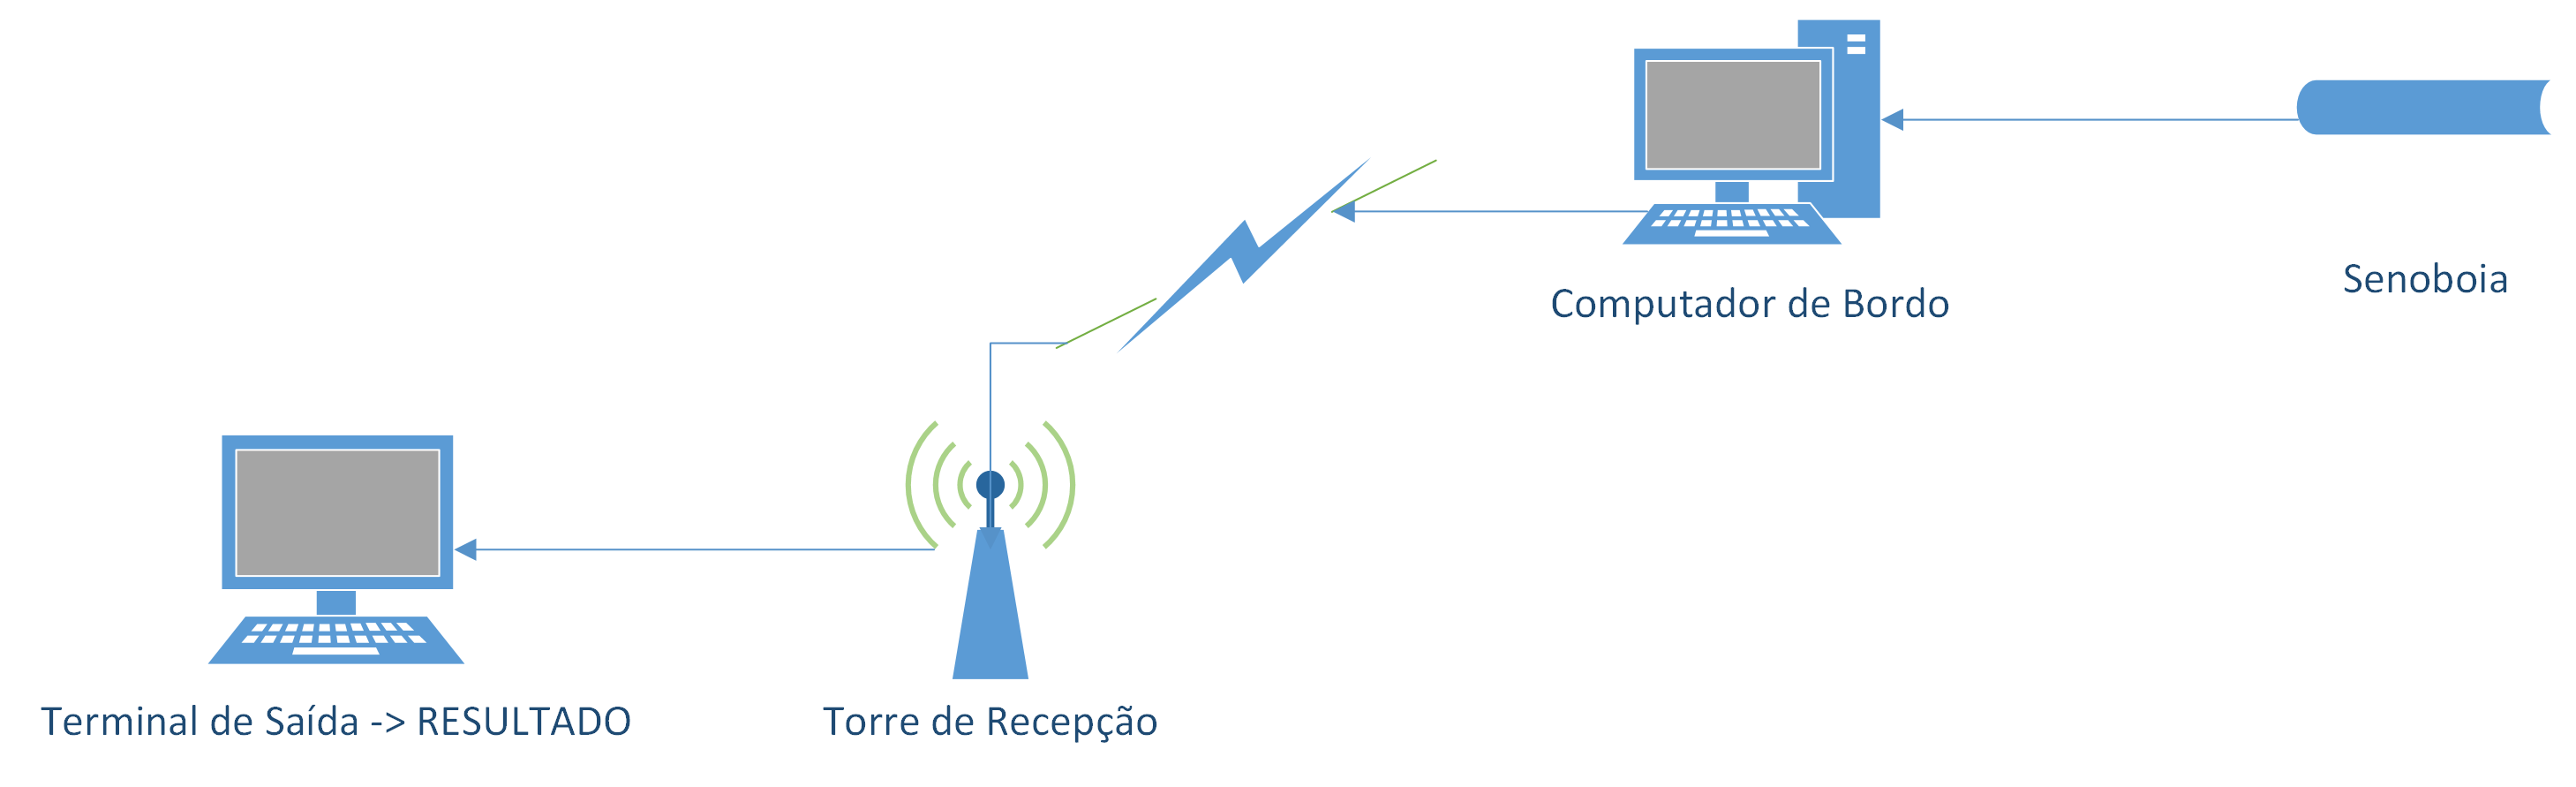 Senoboia
Computador de Bordo
Terminal de Saída -> RESULTADO
Torre de Recepção